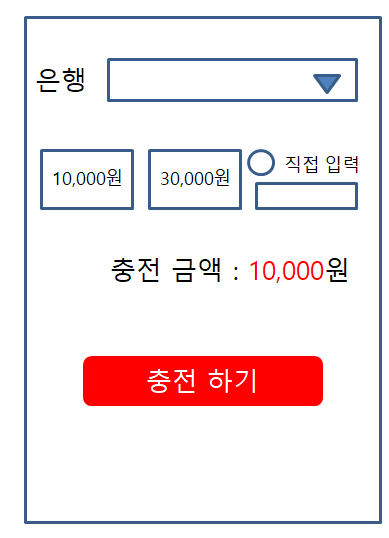 은행
10,000원 30,000원 직접 입력
충전 금액 : 10,000원
충전 하기